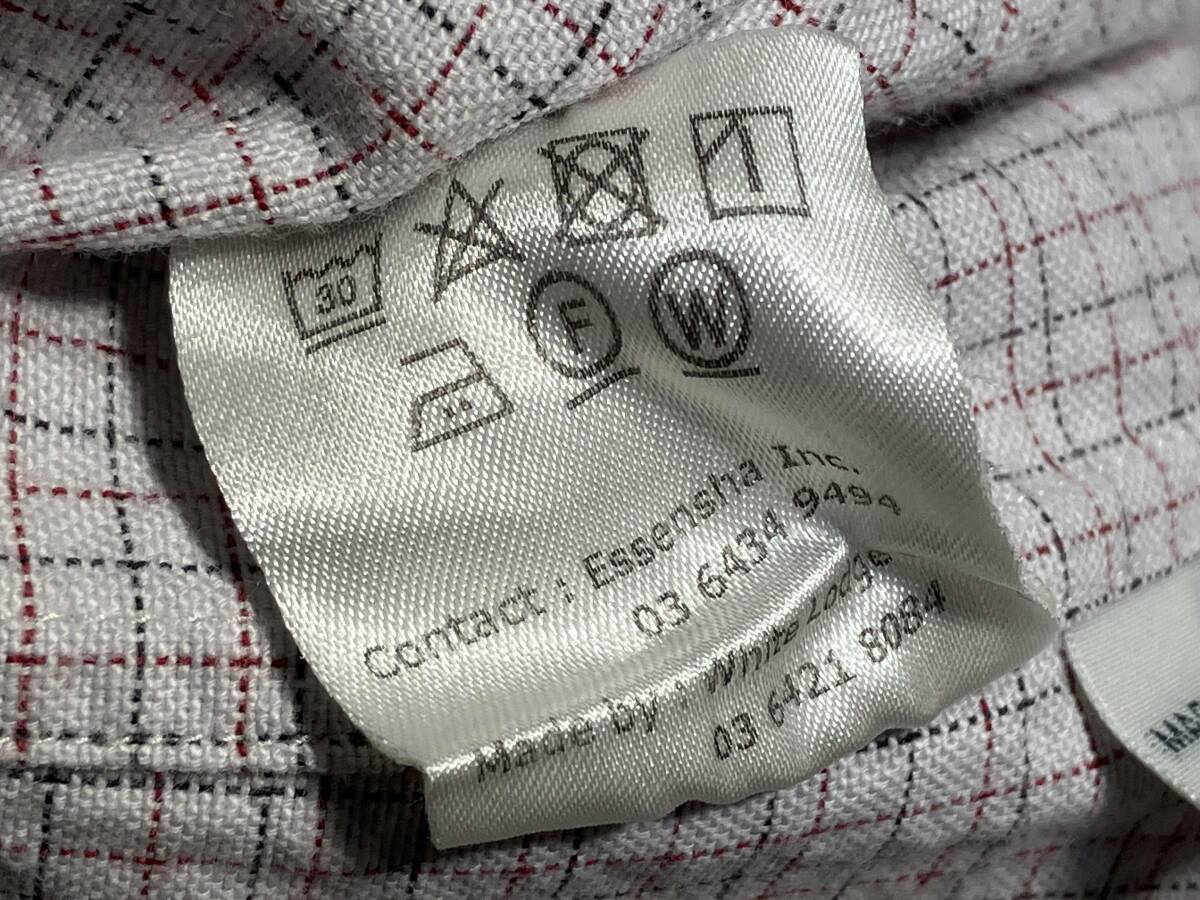 30
F
W
Contact : Essensha Inc.
03 6434 9494
Made by : White Lodge
03 6421 8084